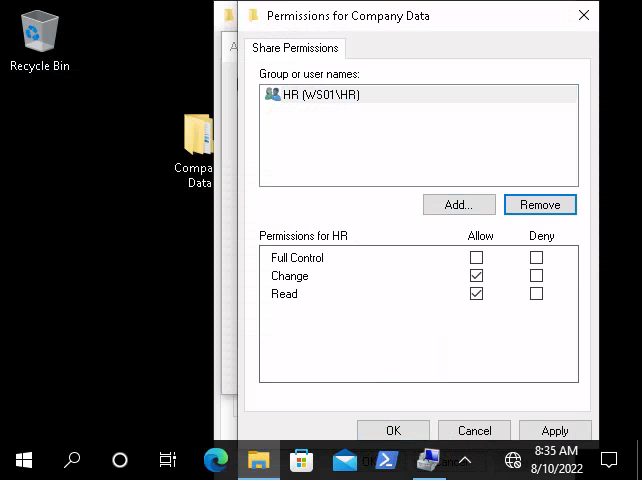 Permissions for Company Data
Recycle Bin
Share Permissions
Group or user names:
HR (WS01\HR)
Compa
Data
Add...
Remove
Permissions for HR
Allow
Deny
Full Control
Change
Read
OK
Cancel
Apply
8:35 AM
8/10/2022